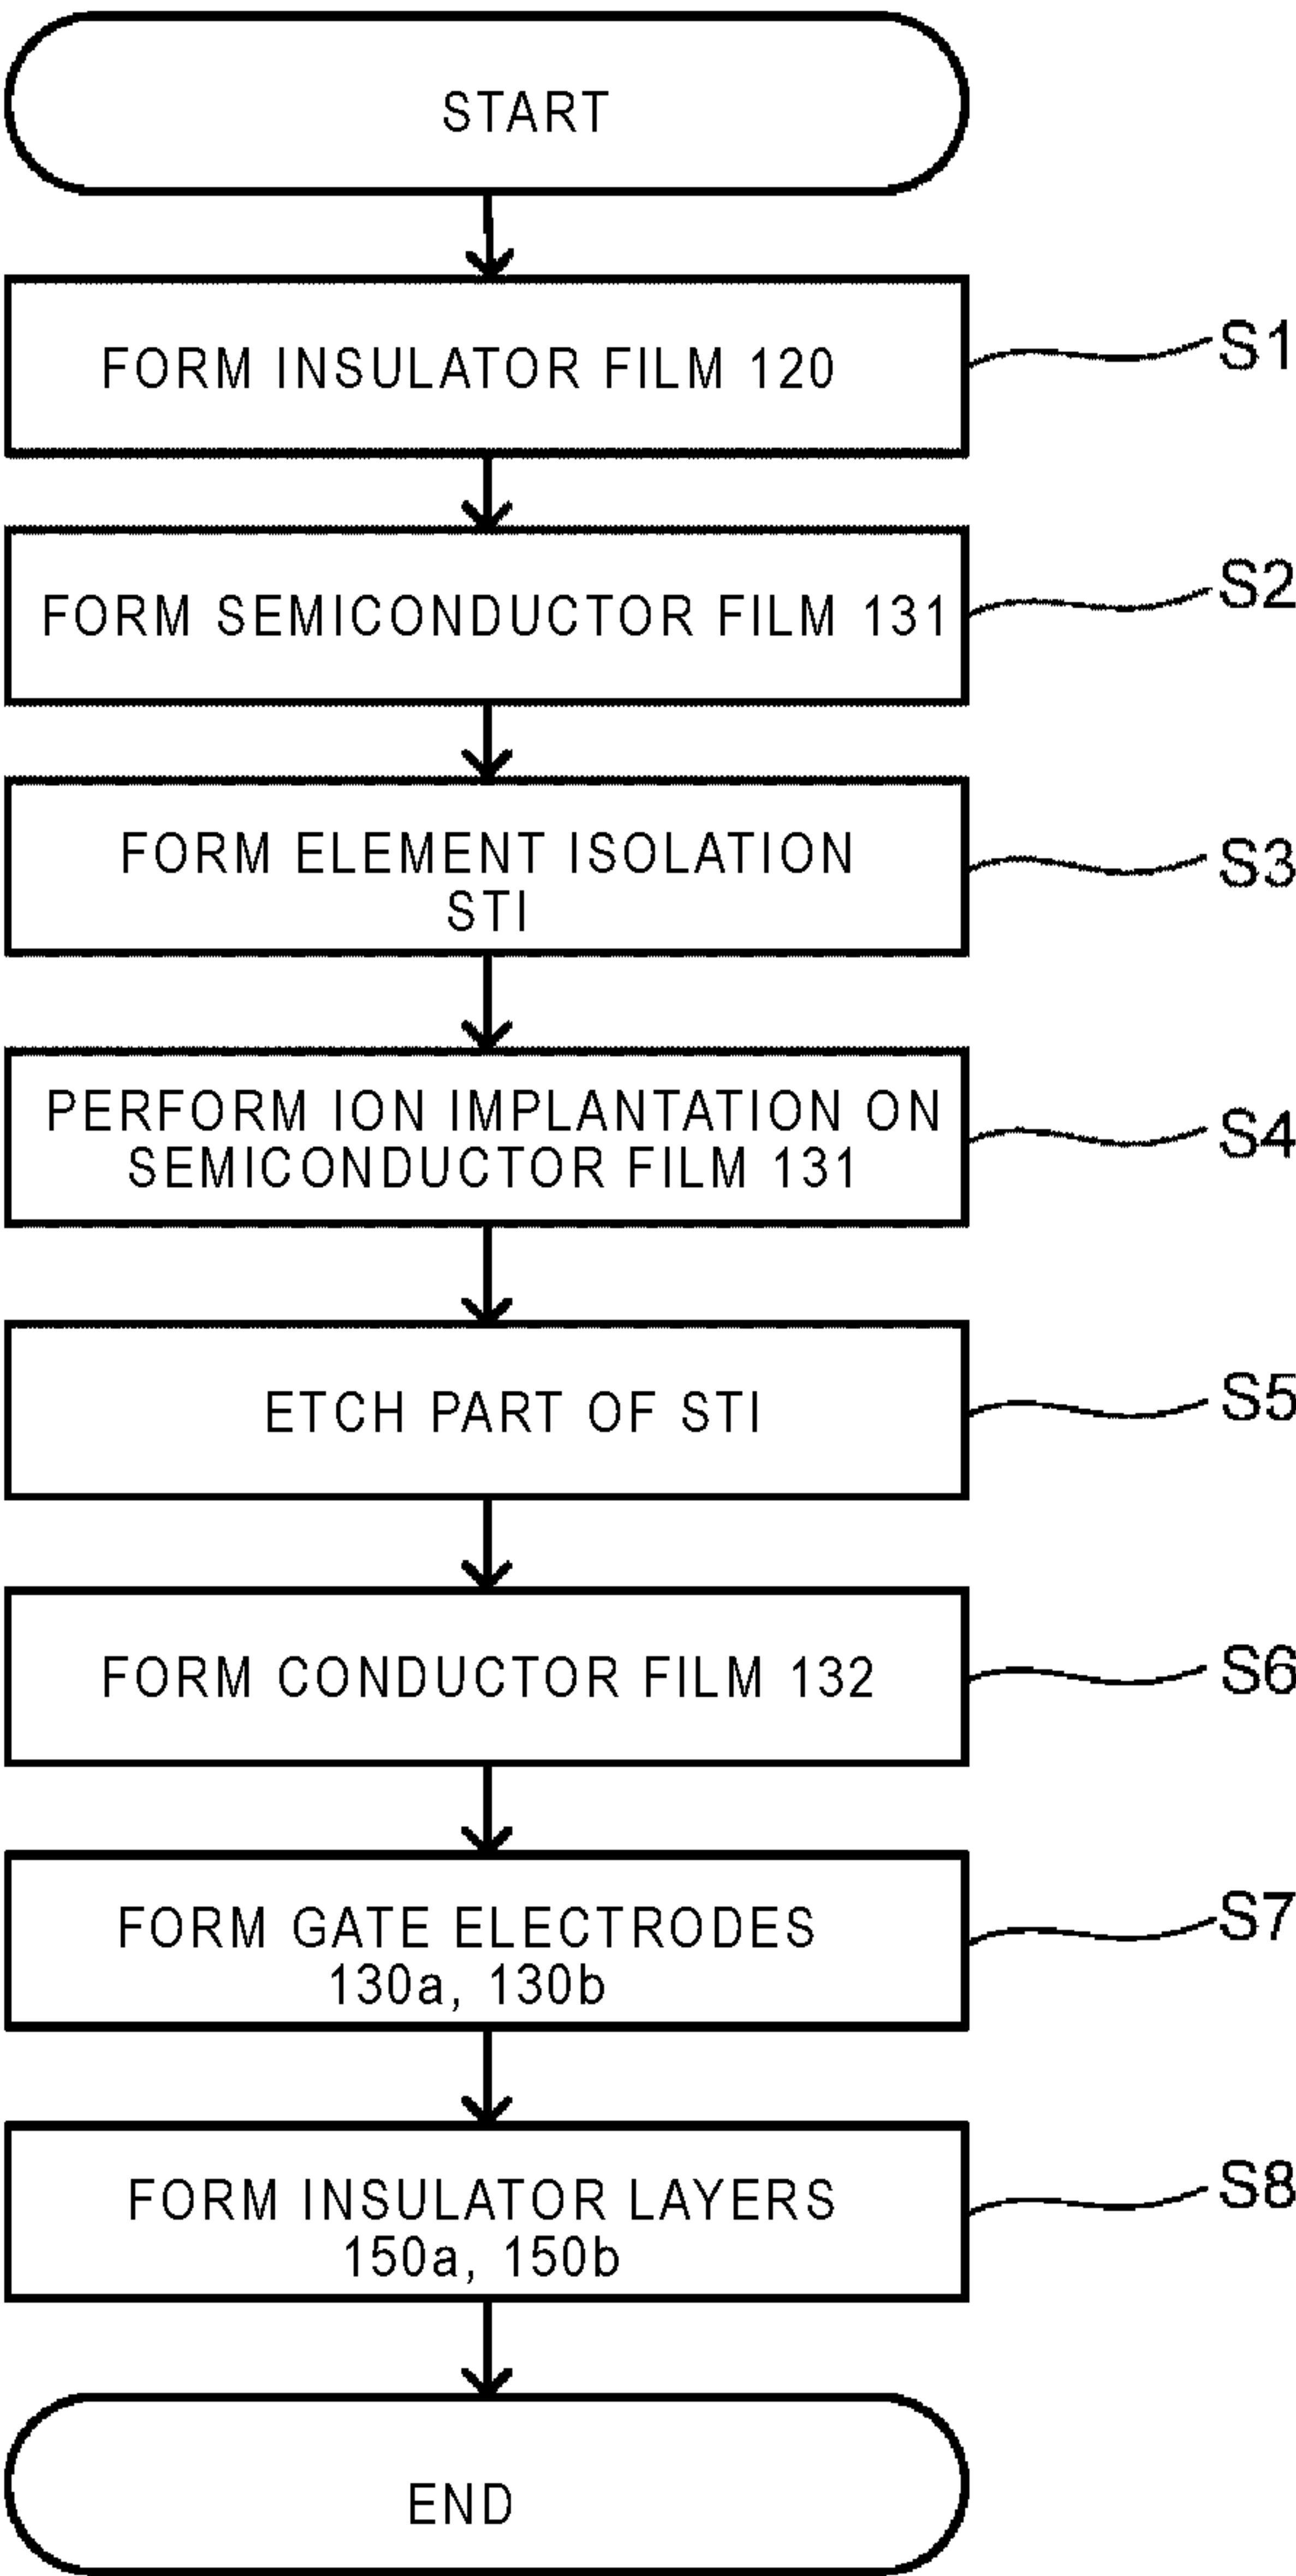 START
FORM INSULATOR FILM 120
S1
FORM SEMICONDUCTOR FILM 131
S2
FORM ELEMENT ISOLATION
STI
S3
PERFORM ION IMPLANTATION ON
SEMICONDUCTOR FILM 131
S4
ETCH PART OF STI
S5
FORM CONDUCTOR FILM 132
S6
FORM GATE ELECTRODES
130a, 130b
S7
FORM INSULATOR LAYERS
150a, 150b
S8
END